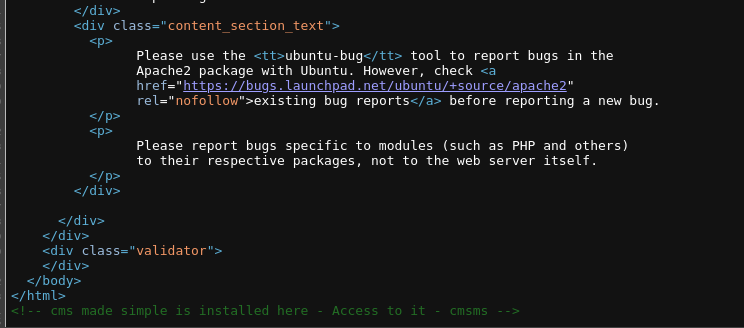 </div>
<div class="content_section_text">
<p>
Please use the <tt>ubuntu-bug</tt> tool to report bugs in the
Apache2 package with Ubuntu. However, check <a
href="https://bugs.launchpad.net/ubuntu/+source/apache2"
rel="nofollow">existing bug reports</a> before reporting a new bug.
</p>
<p>
Please report bugs specific to modules (such as PHP and others)
to their respective packages, not to the web server itself.
</p>
</div>
</div>
</div>
<div class="validator">
</div>
</body>
</html>
<!-- cms made simple is installed here - Access to it - cmsms -->